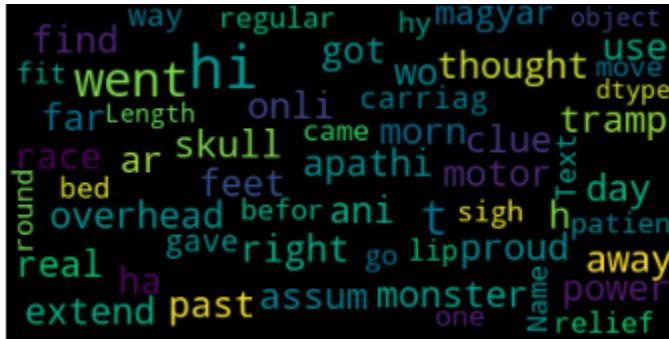 way regular hy magyar object
find went hi got wo thought use
fit move
far Length onli carriag dtype
race ar skull came morn clue tramp
bed feet apathi motor Text day
round overhead befor ani t sigh h patien
real gave right go lip proud away
ha Name power
extend past assum monster one relief